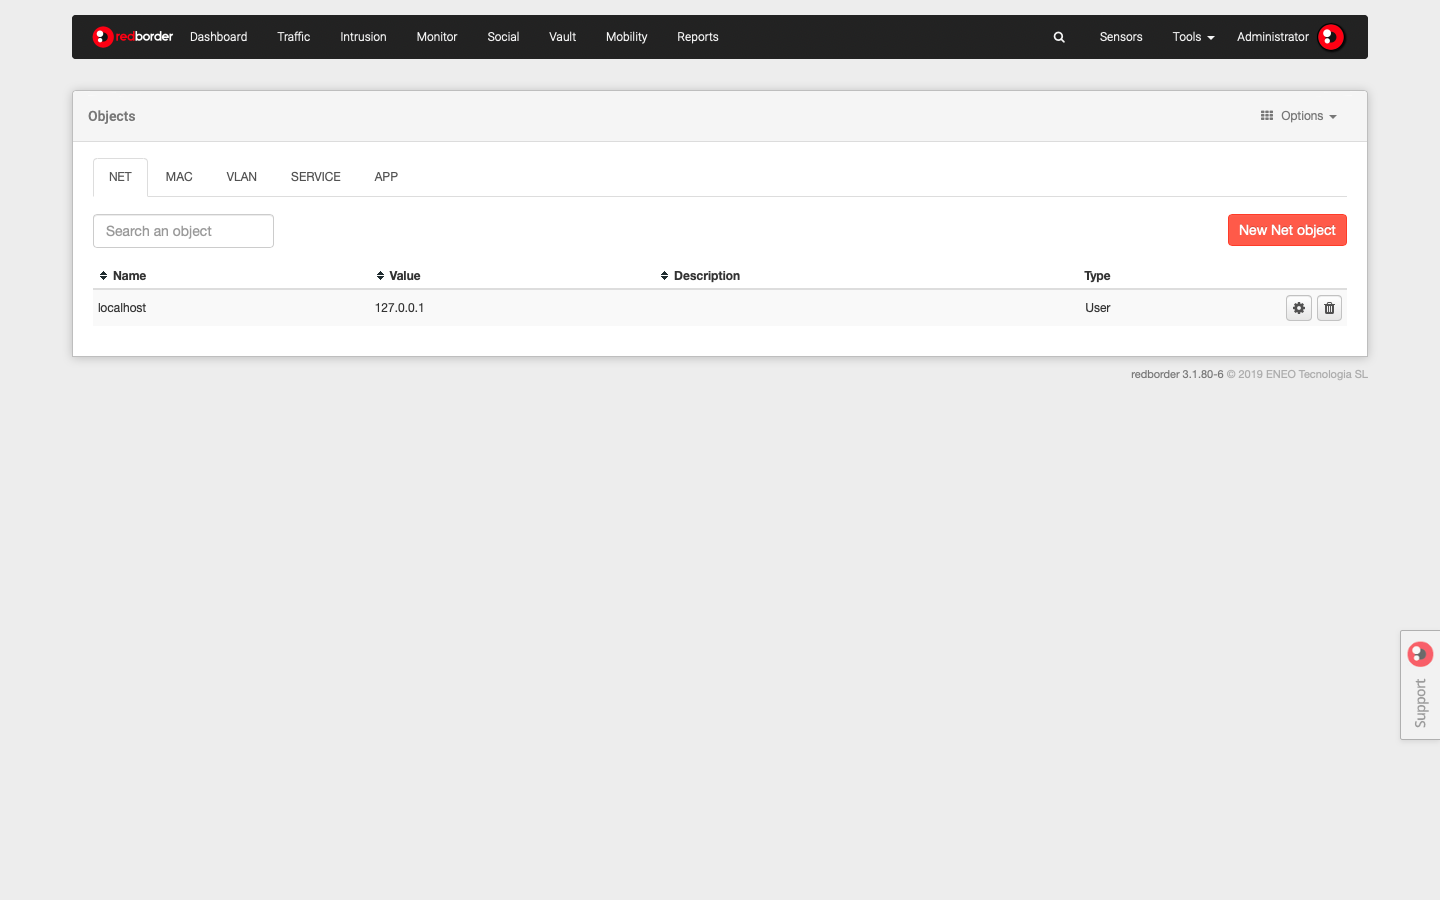 redborder Dashboard Traffic Intrusion Monitor Social Vault Mobility Reports Sensors Tools Administrator
Objects Options
NET MAC VLAN SERVICE APP
Search an object New Net object
Name Value Description Type
localhost 127.0.0.1 User
redborder 3.1.80-6 © 2019 ENEO Tecnologia SL
Support